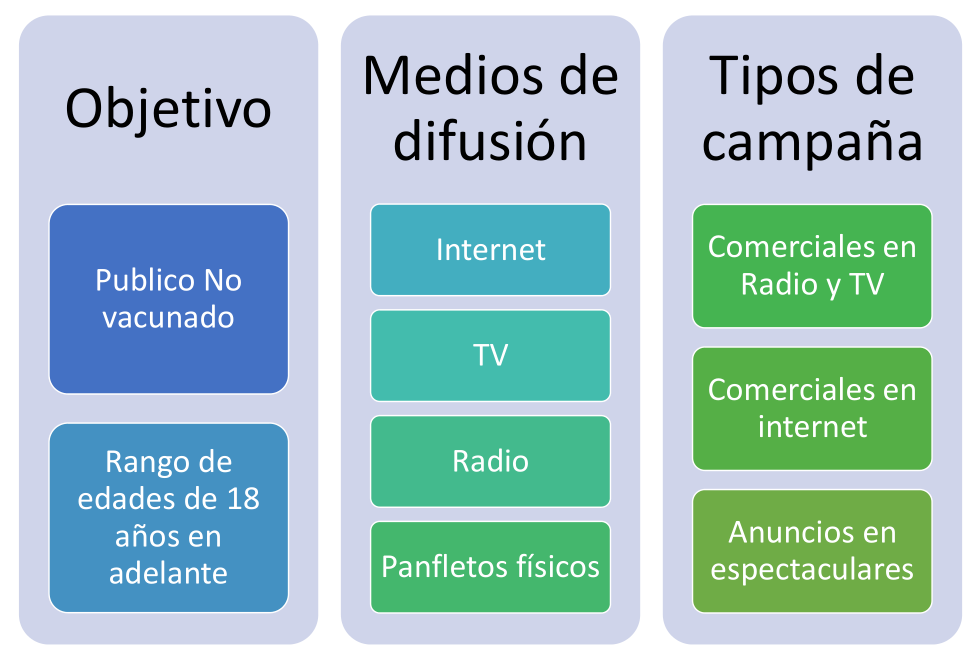 Objetivo
Publico No
vacunado
Rango de
edades de 18
años en
adelante
Medios de
difusión
Internet
TV
Radio
Panfletos físicos
Tipos de
campaña
Comerciales en
Radio y TV
Comerciales en
internet
Anuncios en
espectaculares